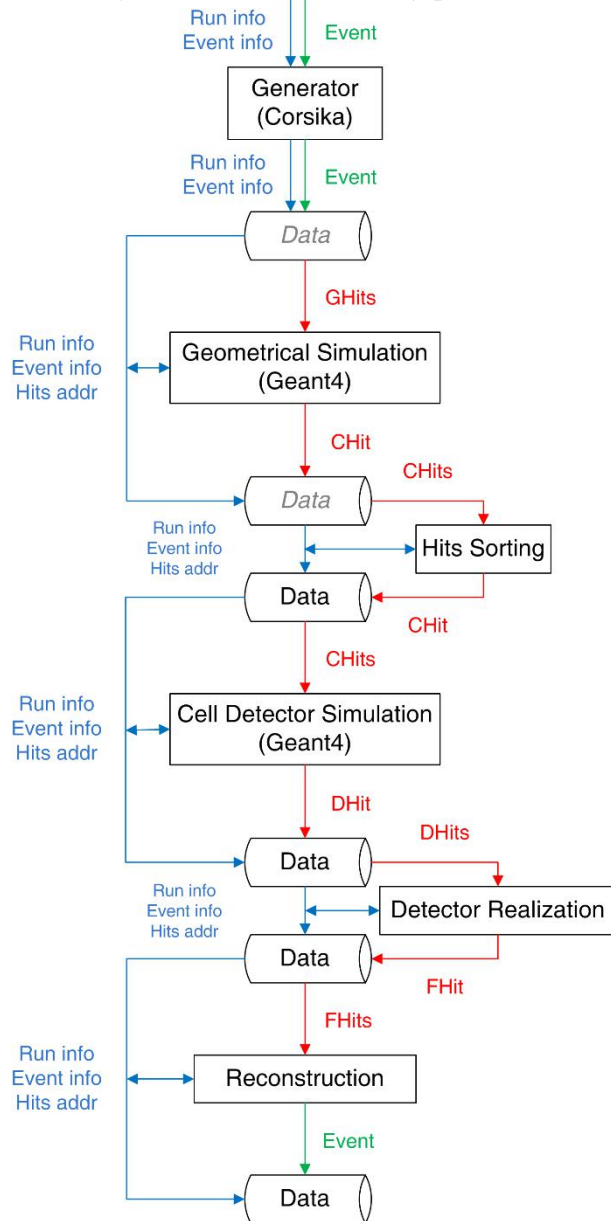 Run info
Event info
Event
Generator
(Corsika)
Run info
Event info
Event
Data
GHits
Run info
Event info
Hits addr
Geometrical Simulation
(Geant4)
CHit
CHits
Data
Run info
Event info
Hits addr
Hits Sorting
Data
CHit
CHits
Run info
Event info
Hits addr
Cell Detector Simulation
(Geant4)
DHit
DHits
Data
Run info
Event info
Hits addr
Detector Realization
Data
FHit
FHits
Run info
Event info
Hits addr
Reconstruction
Event
Data